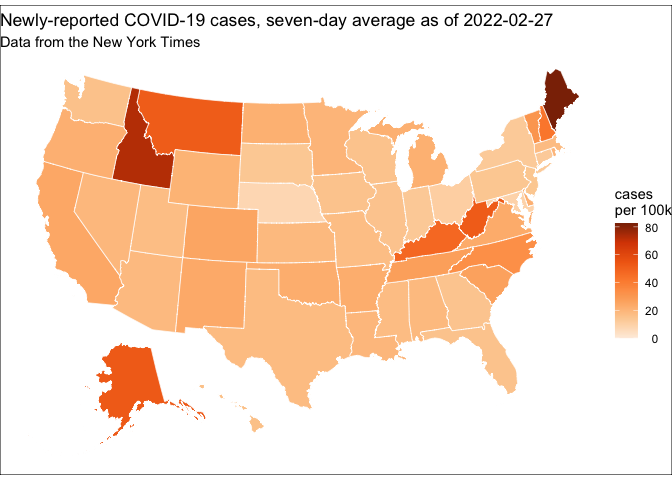 Newly-reported COVID-19 cases, seven-day average as of 2022-02-27
Data from the New York Times
cases
per 100k
80
60
40
20
0